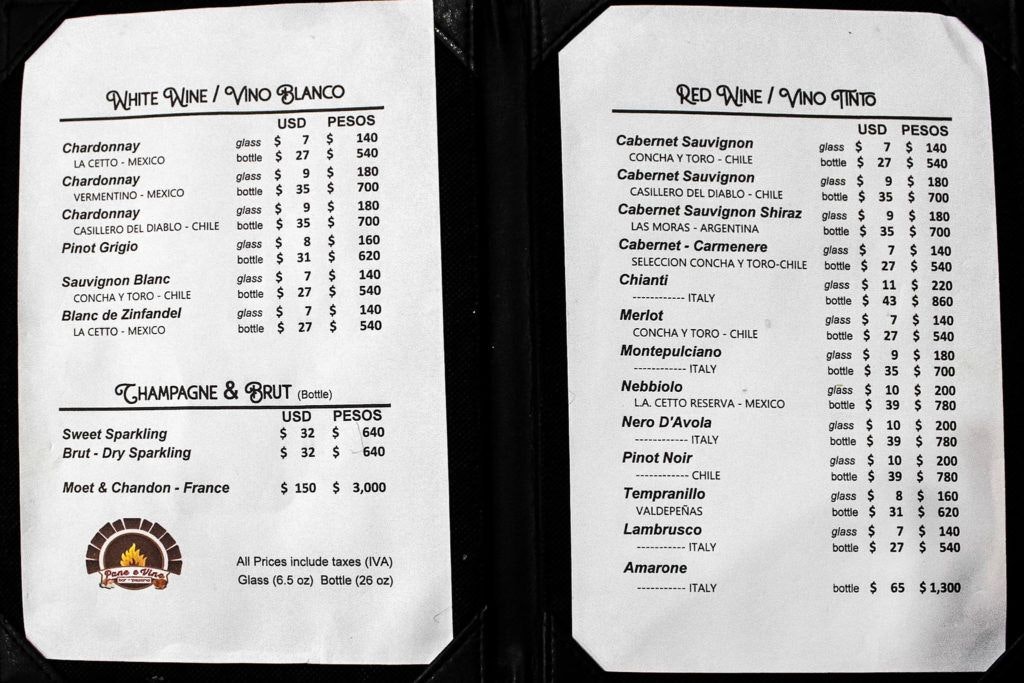 White Wine / Vino Blanco
USD PESOS
Chardonnay glass $ 7 $ 140
LA CETTO - MEXICO bottle $ 27 $ 540
Chardonnay glass $ 9 $ 180
VERMENTINO - MEXICO bottle $ 35 $ 700
Chardonnay glass $ 9 $ 180
CASILLERO DEL DIABLO - CHILE bottle $ 35 $ 700
Pinot Grigio glass $ 8 $ 160
bottle $ 31 $ 620
Sauvignon Blanc glass $ 7 $ 140
CONCHA Y TORO - CHILE bottle $ 27 $ 540
Blanc de Zinfandel glass $ 7 $ 140
LA CETTO - MEXICO bottle $ 27 $ 540
Champagne & Brut (Bottle)
USD PESOS
Sweet Sparkling $ 32 $ 640
Brut - Dry Sparkling $ 32 $ 640
Moet & Chandon - France $ 150 $ 3,000
Pane e Vino
All Prices include taxes (IVA)
Glass (6.5 oz) Bottle (26 oz)
Red Wine / Vino Tiñto
USD PESOS
Cabernet Sauvignon glass $ 7 $ 140
CONCHA Y TORO - CHILE bottle $ 27 $ 540
Cabernet Sauvignon glass $ 9 $ 180
CASILLERO DEL DIABLO - CHILE bottle $ 35 $ 700
Cabernet Sauvignon Shiraz glass $ 9 $ 180
LAS MORAS - ARGENTINA bottle $ 35 $ 700
Cabernet - Carmenere glass $ 7 $ 140
SELECCION CONCHA Y TORO-CHILE bottle $ 27 $ 540
Chianti glass $ 11 $ 220
------------ ITALY bottle $ 43 $ 860
Merlot glass $ 7 $ 140
CONCHA Y TORO - CHILE bottle $ 27 $ 540
Montepulciano glass $ 9 $ 180
------------ ITALY bottle $ 35 $ 700
Nebbiolo glass $ 10 $ 200
L.A. CETTO RESERVA - MEXICO bottle $ 39 $ 780
Nero D'Avola glass $ 10 $ 200
------------ ITALY bottle $ 39 $ 780
Pinot Noir glass $ 10 $ 200
------------ CHILE bottle $ 39 $ 780
Tempranillo glass $ 8 $ 160
VALDEPEÑAS bottle $ 31 $ 620
Lambrusco glass $ 7 $ 140
----------- ITALY bottle $ 27 $ 540
Amarone
----------- ITALY bottle $ 65 $ 1,300